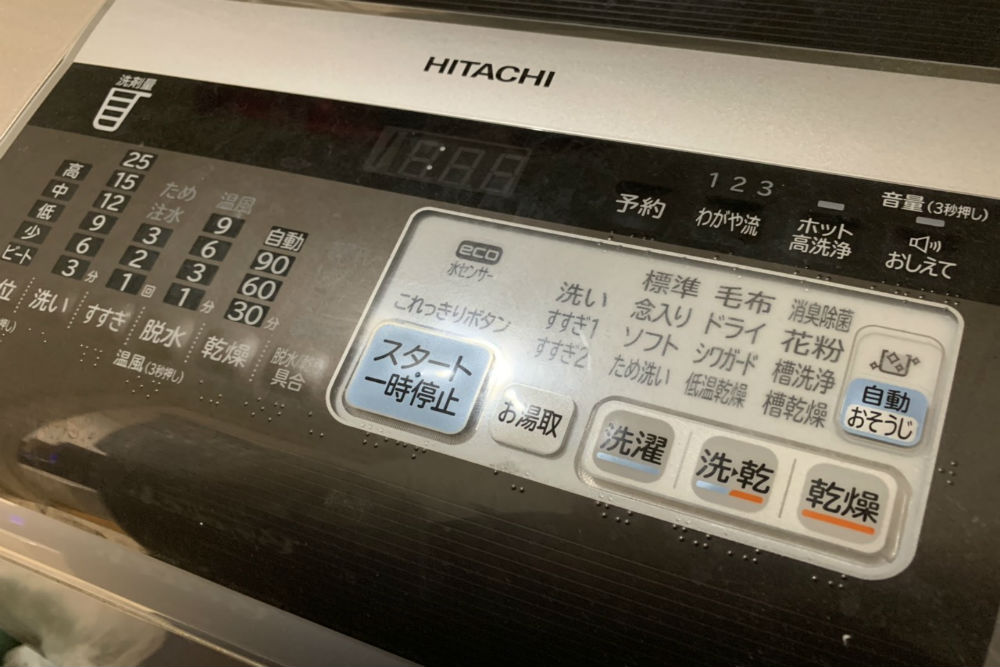 HITACHI
洗剤量
高
中
低
少
25
15
12
9
6
3分
ため
注水
3
2
1回
温風
9
6
3
1分
自動
90
60
30分
位
洗い
すすぎ
脱水
乾燥
脱水
具合
温風(3秒押し)
1 2 3
予約
わがや流
ホット
高洗浄
音量(3秒押し)
おしえて
eco
水センサー
これっきりボタン
スタート
・
一時停止
お湯取
洗い
すすぎ1
すすぎ2
標準
念入り
ソフト
ため洗い
毛布
ドライ
シワガード
低温乾燥
消臭除菌
花粉
槽洗浄
槽乾燥
自動
おそうじ
洗濯
洗▸乾
乾燥